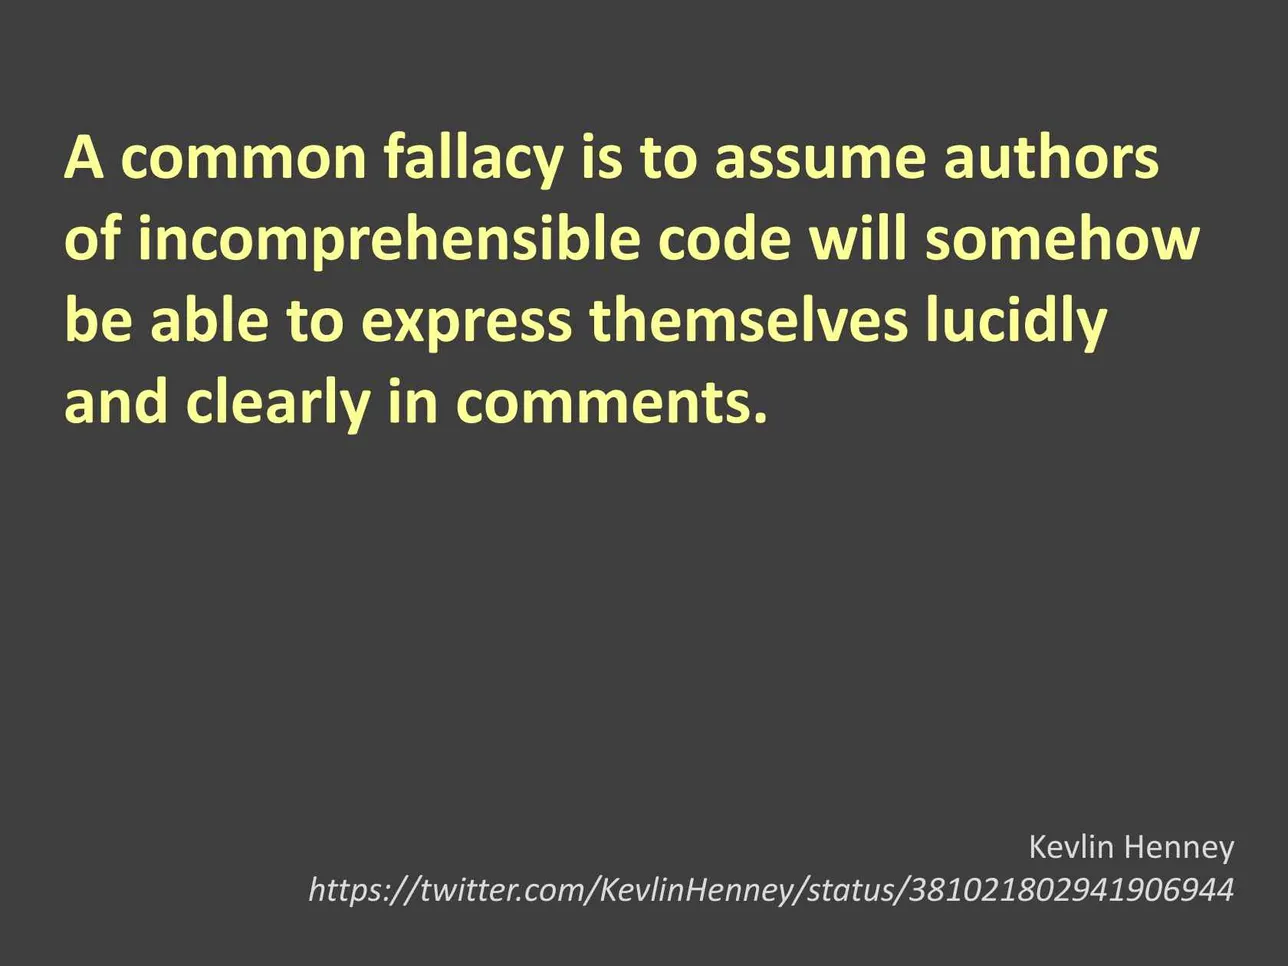 A common fallacy is to assume authors
of incomprehensible code will somehow
be able to express themselves lucidly
and clearly in comments.
Kevlin Henney
https://twitter.com/KevlinHenney/status/381021802941906944